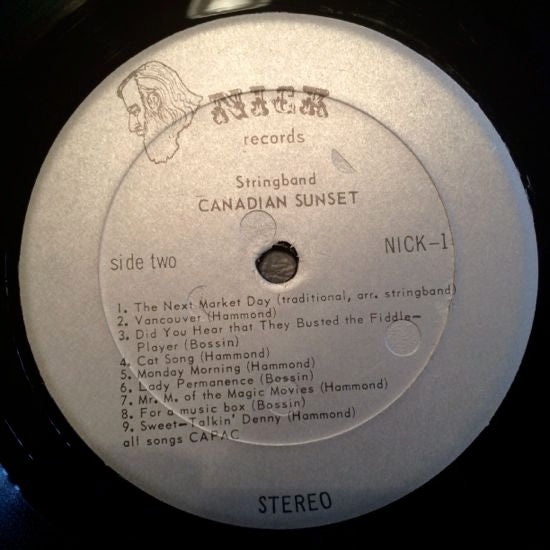 records
Stringband
CANADIAN SUNSET
side two
NICK-1
1. The Next Market Day (traditional, arr. stringband)
2. Vancouver (Hammond)
3. Did You Hear that They Busted the Fiddle-
Player (Bossin)
4. Cat Song (Hammond)
5. Monday Morning (Hammond)
6. Lady Permanence (Bossin)
7. Mr. M. of the Magic Movies (Hammond)
8. For a music box (Bossin)
9. Sweet-Talkin' Denny (Hammond)
all songs CAPAC
STEREO